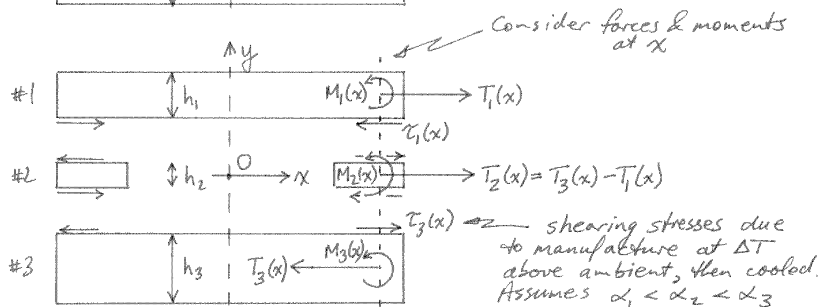 Consider forces & moments
at x
y
#1
h₁
M₁(x)
T₁(x)
τ₁(x)
#2
h₂
O
x
M₂(x)
T₂(x) = T₃(x) - T₁(x)
τ₃(x)
shearing stresses due
to manufacture at ΔT
above ambient, then cooled.
Assumes α₁ < α₂ < α₃
#3
h₃
T₃(x)
M₃(x)